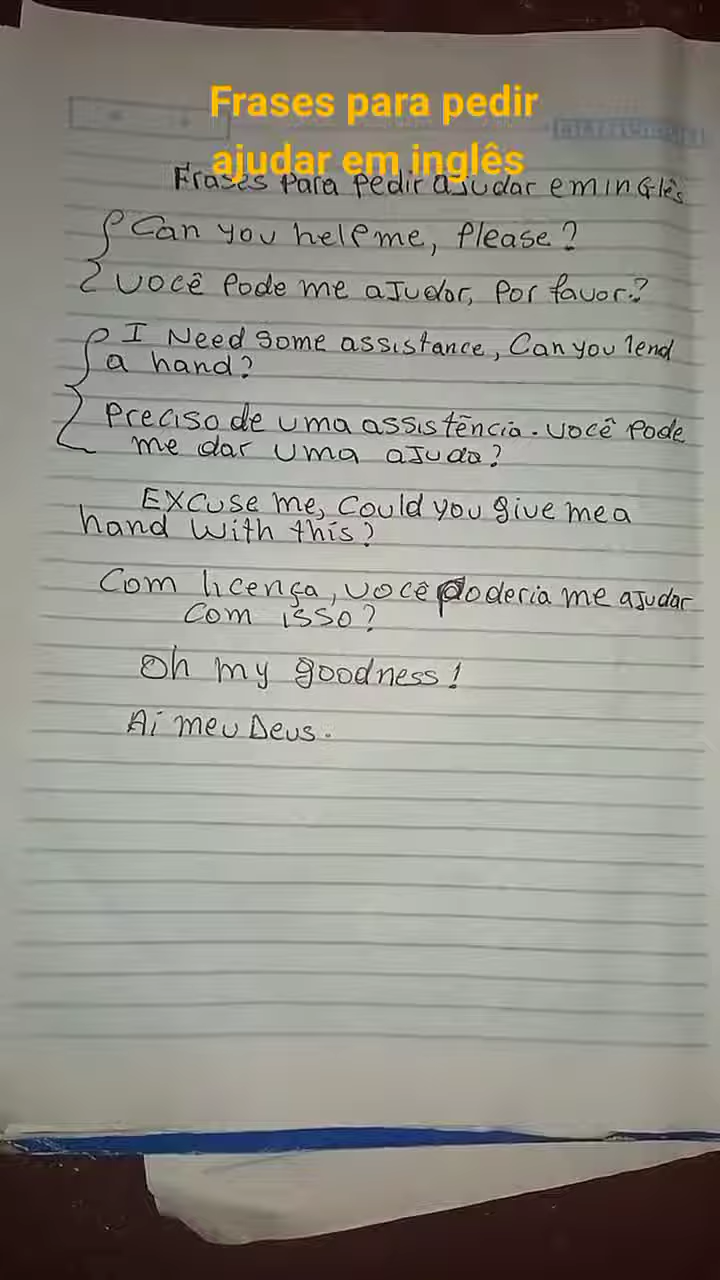 Frases para pedir
ajudar em inglês
Frases Para Pedir ajudar em inGlês
Can you help me, Please?
você Pode me aJudar, Por favor?
I Need Some assistance, Can you lend
a hand?
Preciso de uma assistência. você Pode
me dar uma aJuda?
EXcuse me, Could you give me a
hand With this?
Com licença, você poderia me aJudar
com isso?
Oh my goodness!
Ai meu Deus.